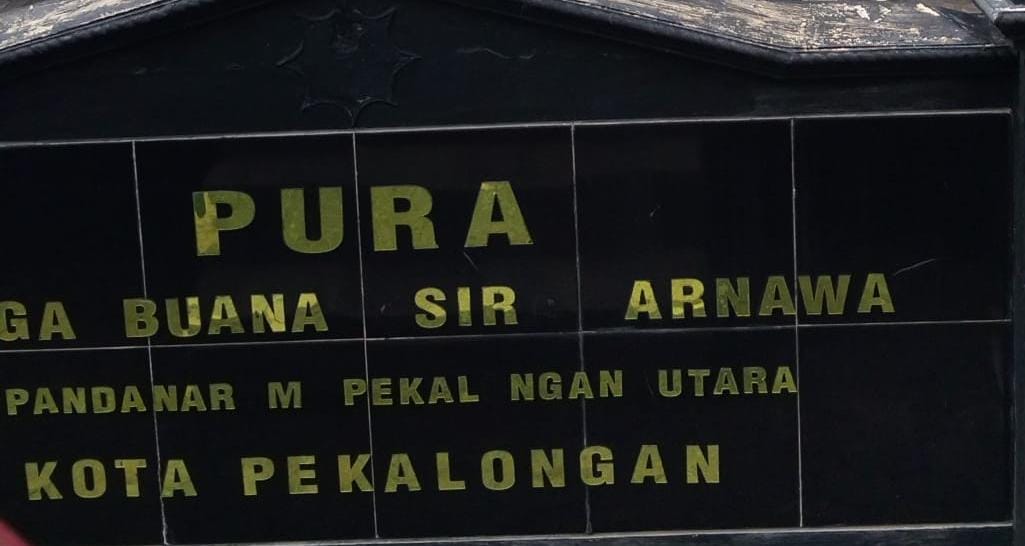 PURA
GA BUANA SIR ARNAWA
PANDANAR M PEKAL NGAN UTARA
KOTA PEKALONGAN